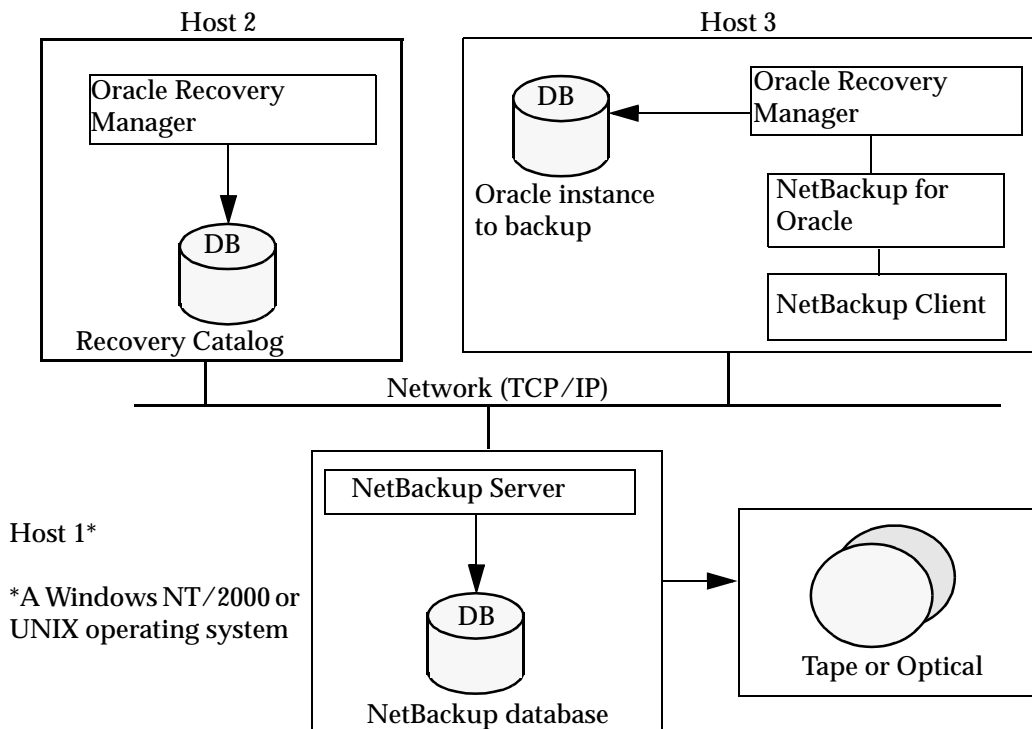 Host 2
Oracle Recovery
Manager
DB
Recovery Catalog
Host 3
DB
Oracle instance
to backup
Oracle Recovery
Manager
NetBackup for
Oracle
NetBackup Client
Network (TCP/IP)
Host 1*
*A Windows NT/2000 or
UNIX operating system
NetBackup Server
DB
NetBackup database
Tape or Optical